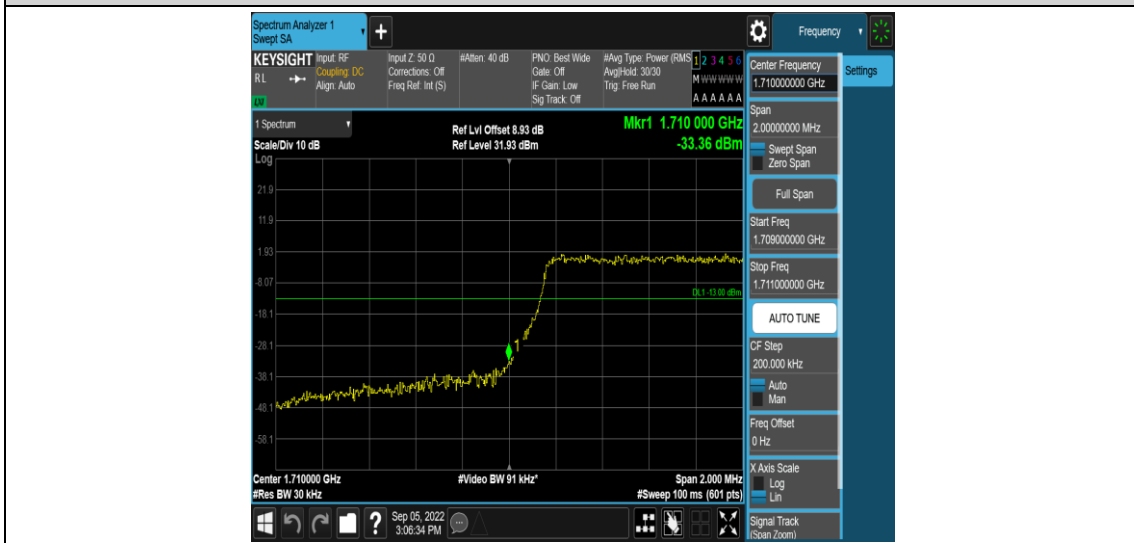 Spectrum Analyzer 1
Swept SA
+
Frequency
KEYSIGHT
RL
Input: RF
Coupling: DC
Align: Auto
Input Z: 50 Ω
Corrections: Off
Freq Ref: Int (S)
#Atten: 40 dB
PNO: Best Wide
Gate: Off
IF Gain: Low
Sig Track: Off
#Avg Type: Power (RMS
Avg|Hold: 30/30
Trig: Free Run
1 2 3 4 5 6
M W W W W W
A A A A A A
1 Spectrum
Scale/Div 10 dB
Log
Ref Lvl Offset 8.93 dB
Ref Level 31.93 dBm
Mkr1 1.710 000 GHz
-33.36 dBm
21.9
11.9
1.93
-8.07
-18.1
-28.1
-38.1
-48.1
-58.1
DL1 -13.00 dBm
1
Center 1.710000 GHz
#Res BW 30 kHz
#Video BW 91 kHz*
Span 2.000 MHz
#Sweep 100 ms (601 pts)
Sep 05, 2022
3:06:34 PM
?
Center Frequency
1.710000000 GHz
Settings
Span
2.00000000 MHz
Swept Span
Zero Span
Full Span
Start Freq
1.709000000 GHz
Stop Freq
1.711000000 GHz
AUTO TUNE
CF Step
200.000 kHz
Auto
Man
Freq Offset
0 Hz
X Axis Scale
Log
Lin
Signal Track
(Span Zoom)